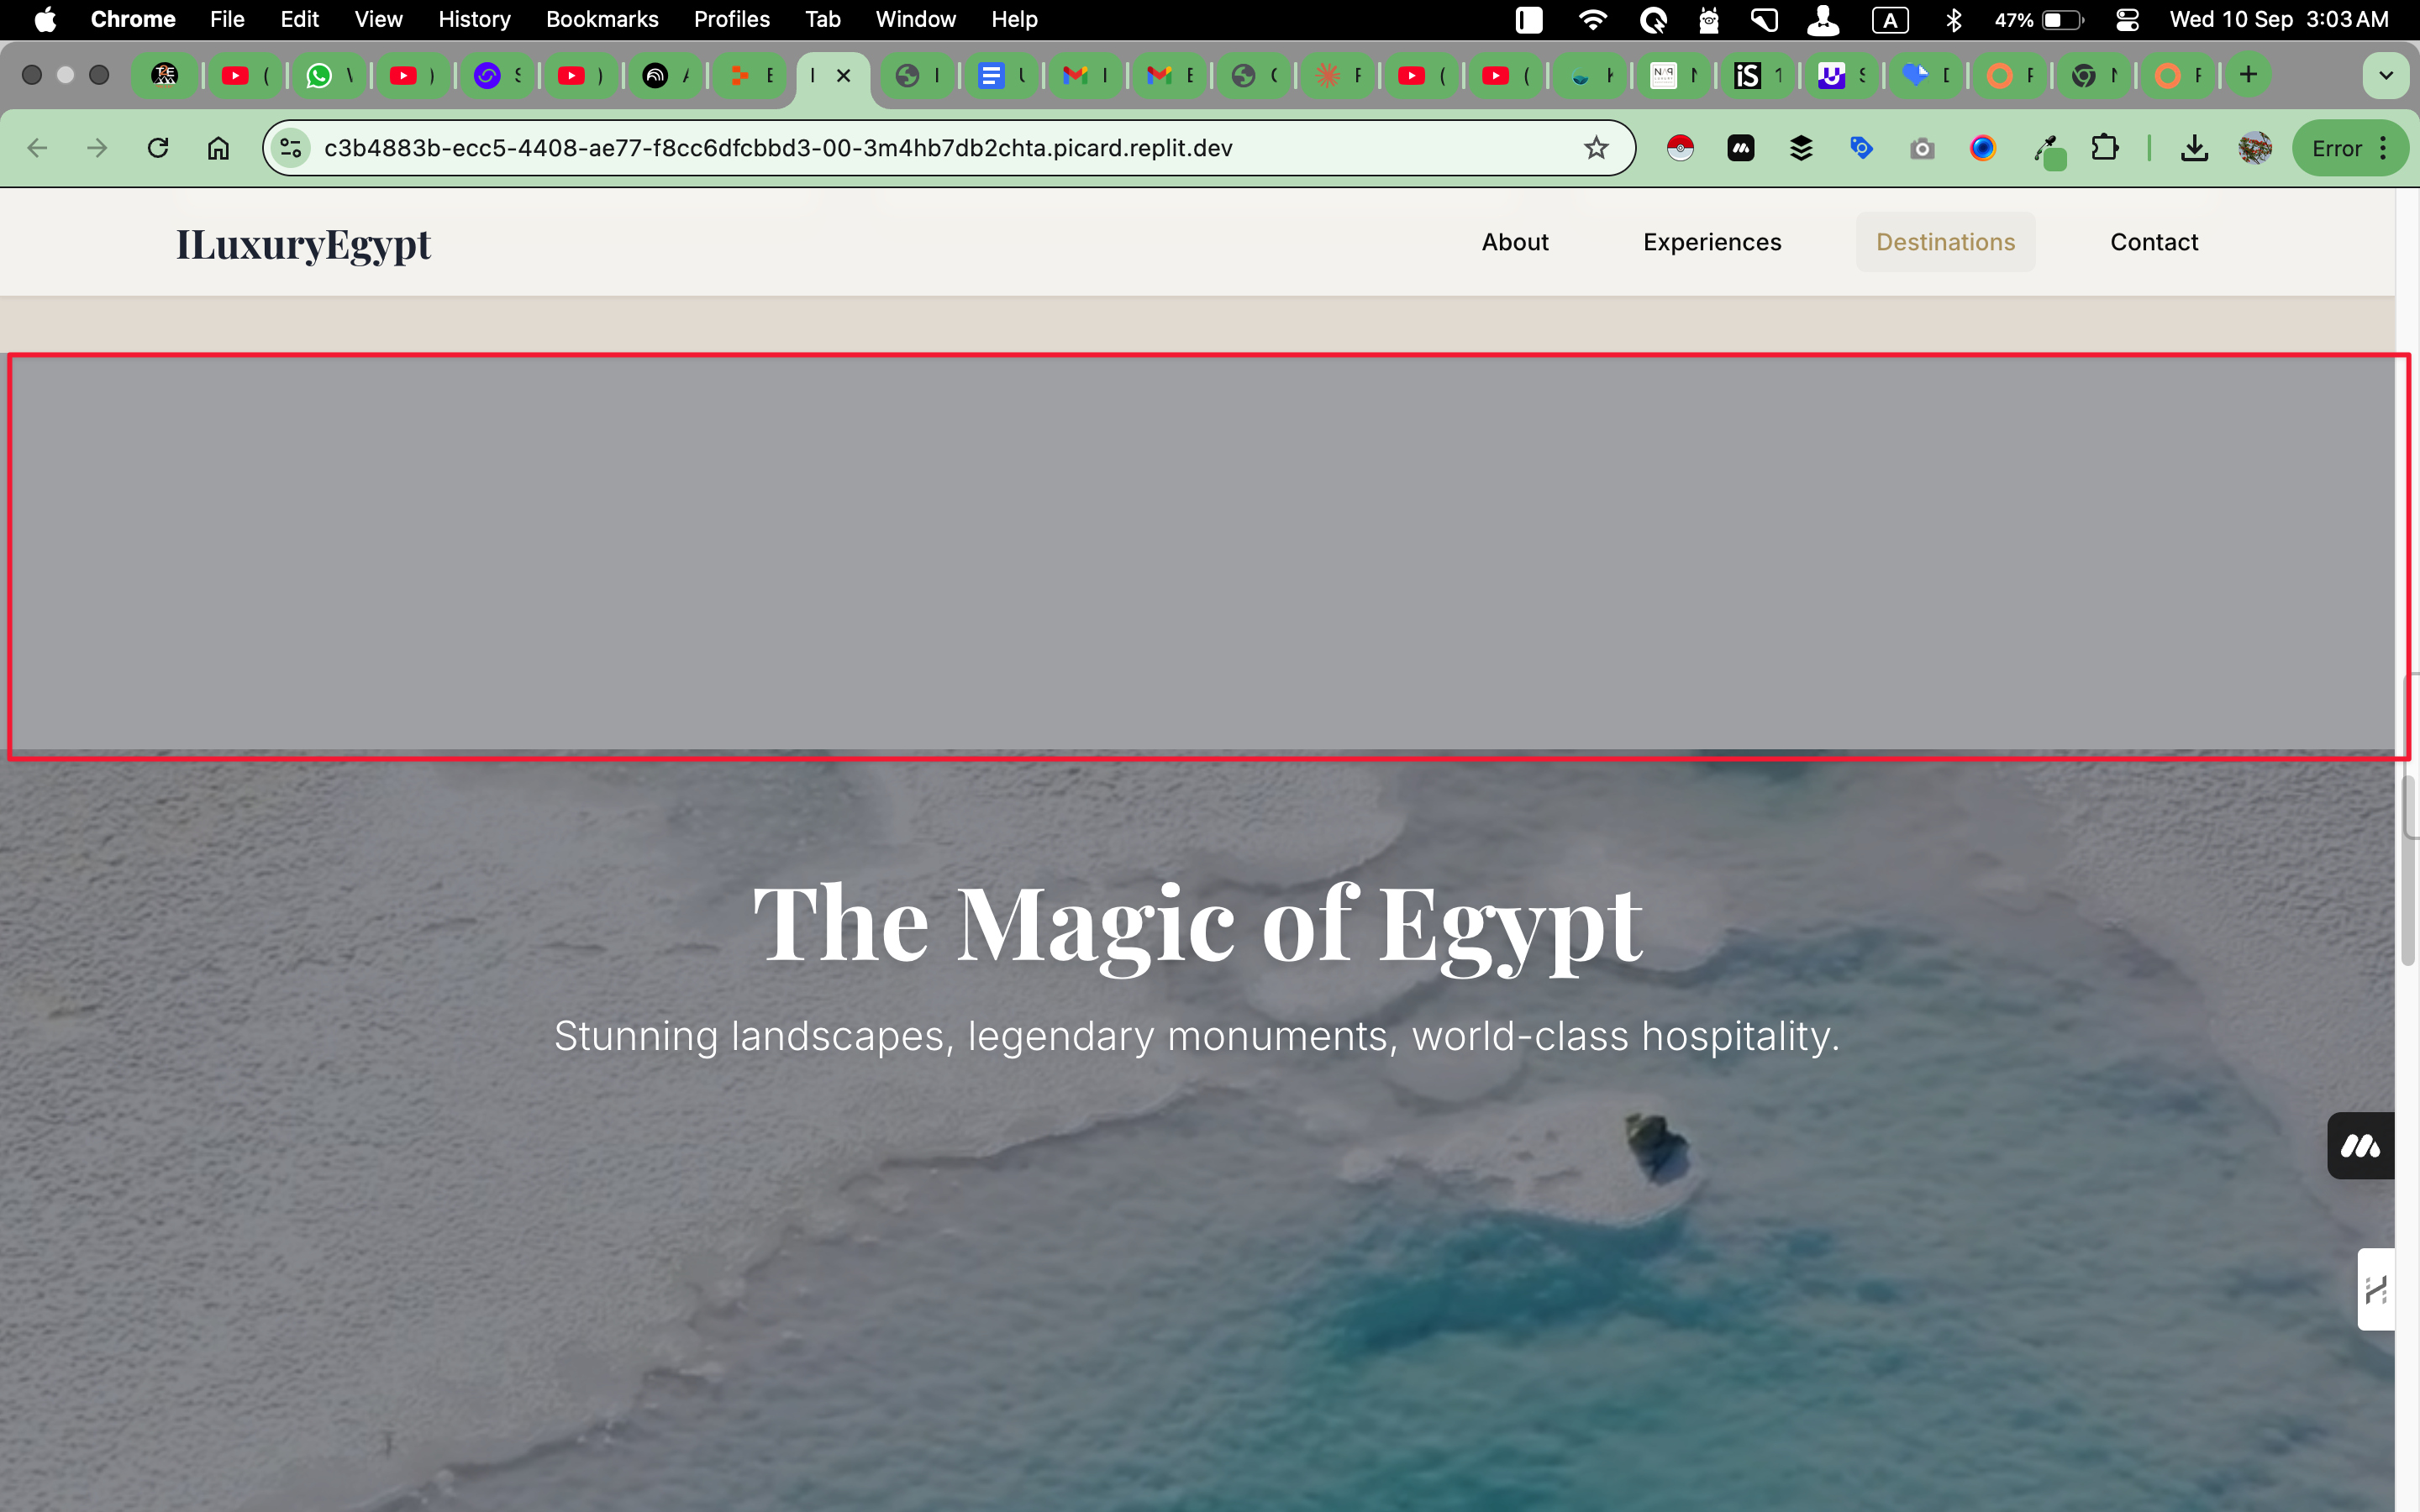 Chrome File Edit View History Bookmarks Profiles Tab Window Help A 47% Wed 10 Sep 3:03 AM
c3b4883b-ecc5-4408-ae77-f8cc6dfcbbd3-00-3m4hb7db2chta.picard.replit.dev
Error
ILuxuryEgypt
About Experiences Destinations Contact
The Magic of Egypt
Stunning landscapes, legendary monuments, world-class hospitality.